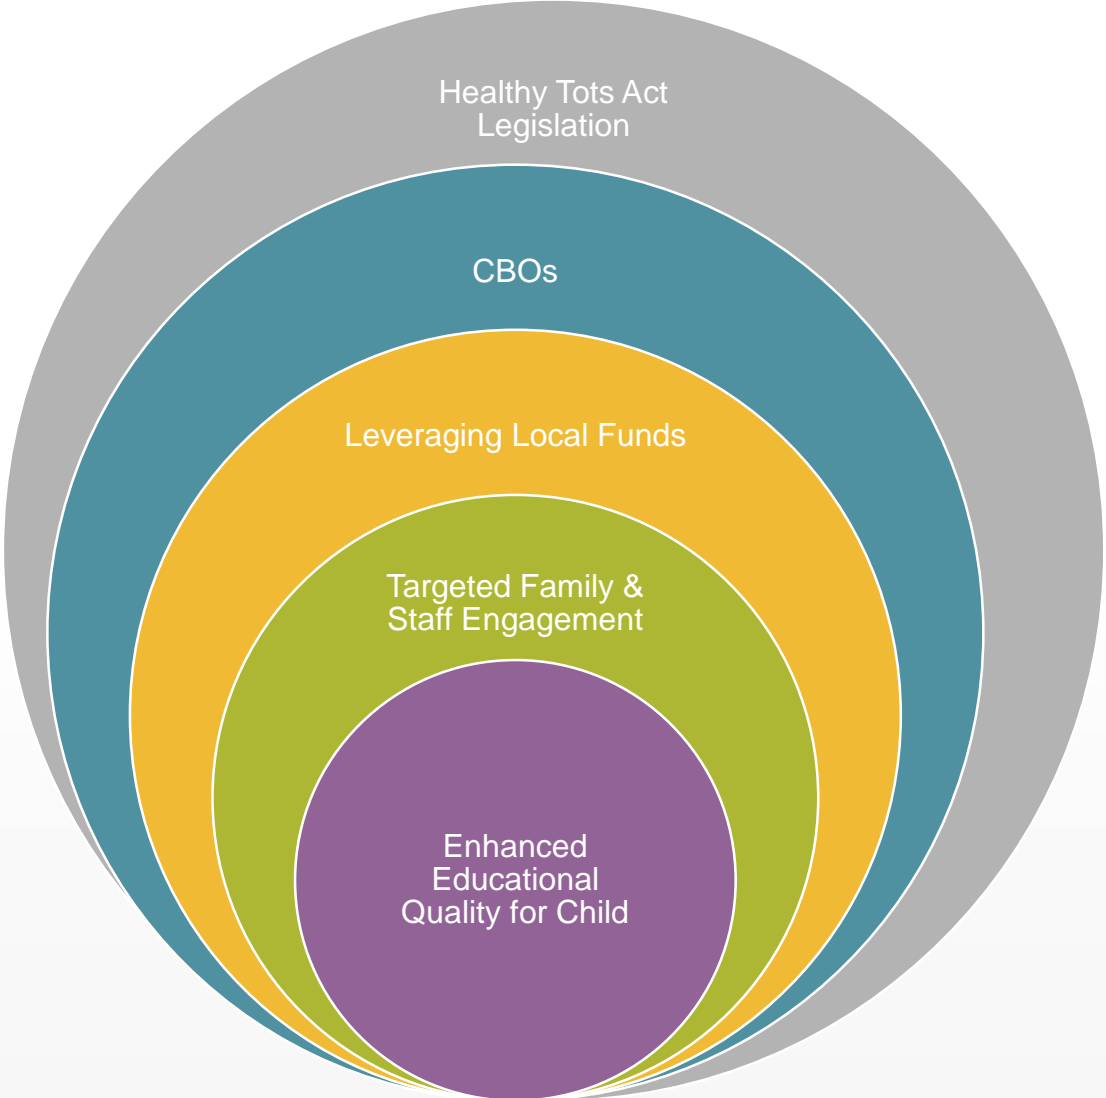 Healthy Tots Act
Legislation
CBOs
Leveraging Local Funds
Targeted Family &
Staff Engagement
Enhanced
Educational
Quality for Child